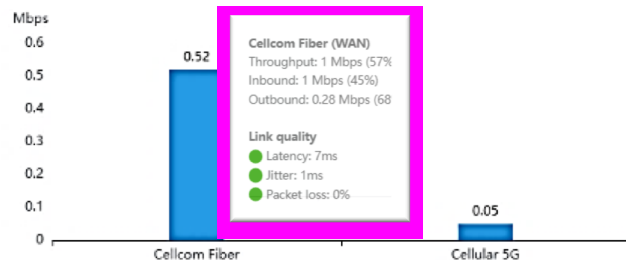 Mbps
0.6
0.5
0.4
0.3
0.2
0.1
0
0.52
Cellcom Fiber (WAN)
Throughput: 1 Mbps (57%
Inbound: 1 Mbps (45%)
Outbound: 0.28 Mbps (68
Link quality
Latency: 7ms
Jitter: 1ms
Packet loss: 0%
0.05
Cellcom Fiber
Cellular 5G